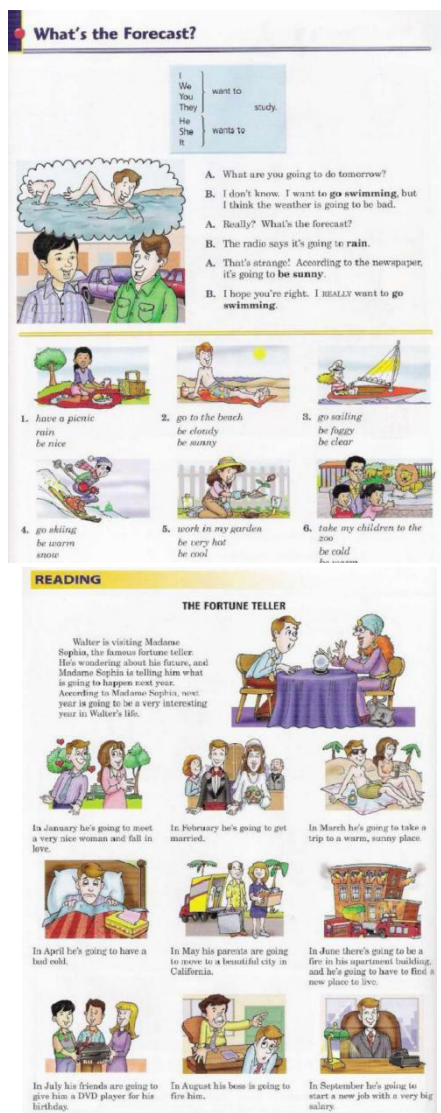 What's the Forecast?
I
We
You
They
want to
He
She
It
wants to
study.
A. What are you going to do tomorrow?
B. I don't know. I want to go swimming, but
I think the weather is going to be bad.
A. Really? What's the forecast?
B. The radio says it's going to rain.
A. That's strange! According to the newspaper,
it's going to be sunny.
B. I hope you're right. I REALLY want to go
swimming.
1. have a picnic
rain
be nice
2. go to the beach
be cloudy
be sunny
3. go sailing
be foggy
be clear
4. go skiing
be warm
snow
5. work in my garden
be very hot
be cool
6. take my children to the
zoo
be cold
be warm
READING
THE FORTUNE TELLER
Walter is visiting Madame
Sophia, the famous fortune teller.
He's wondering about his future, and
Madame Sophia is telling him what
is going to happen next year.
According to Madame Sophia, next
year is going to be a very interesting
year in Walter's life.
In January he's going to meet
a very nice woman and fall in
love.
In February he's going to get
married.
In March he's going to take a
trip to a warm, sunny place.
In April he's going to have a
bad cold.
In May his parents are going
to move to a beautiful city in
California.
In June there's going to be a
fire in his apartment building,
and he's going to have to find a
new place to live.
In July his friends are going to
give him a DVD player for his
birthday.
In August his boss is going to
fire him.
In September he's going to
start a new job with a very big
salary.